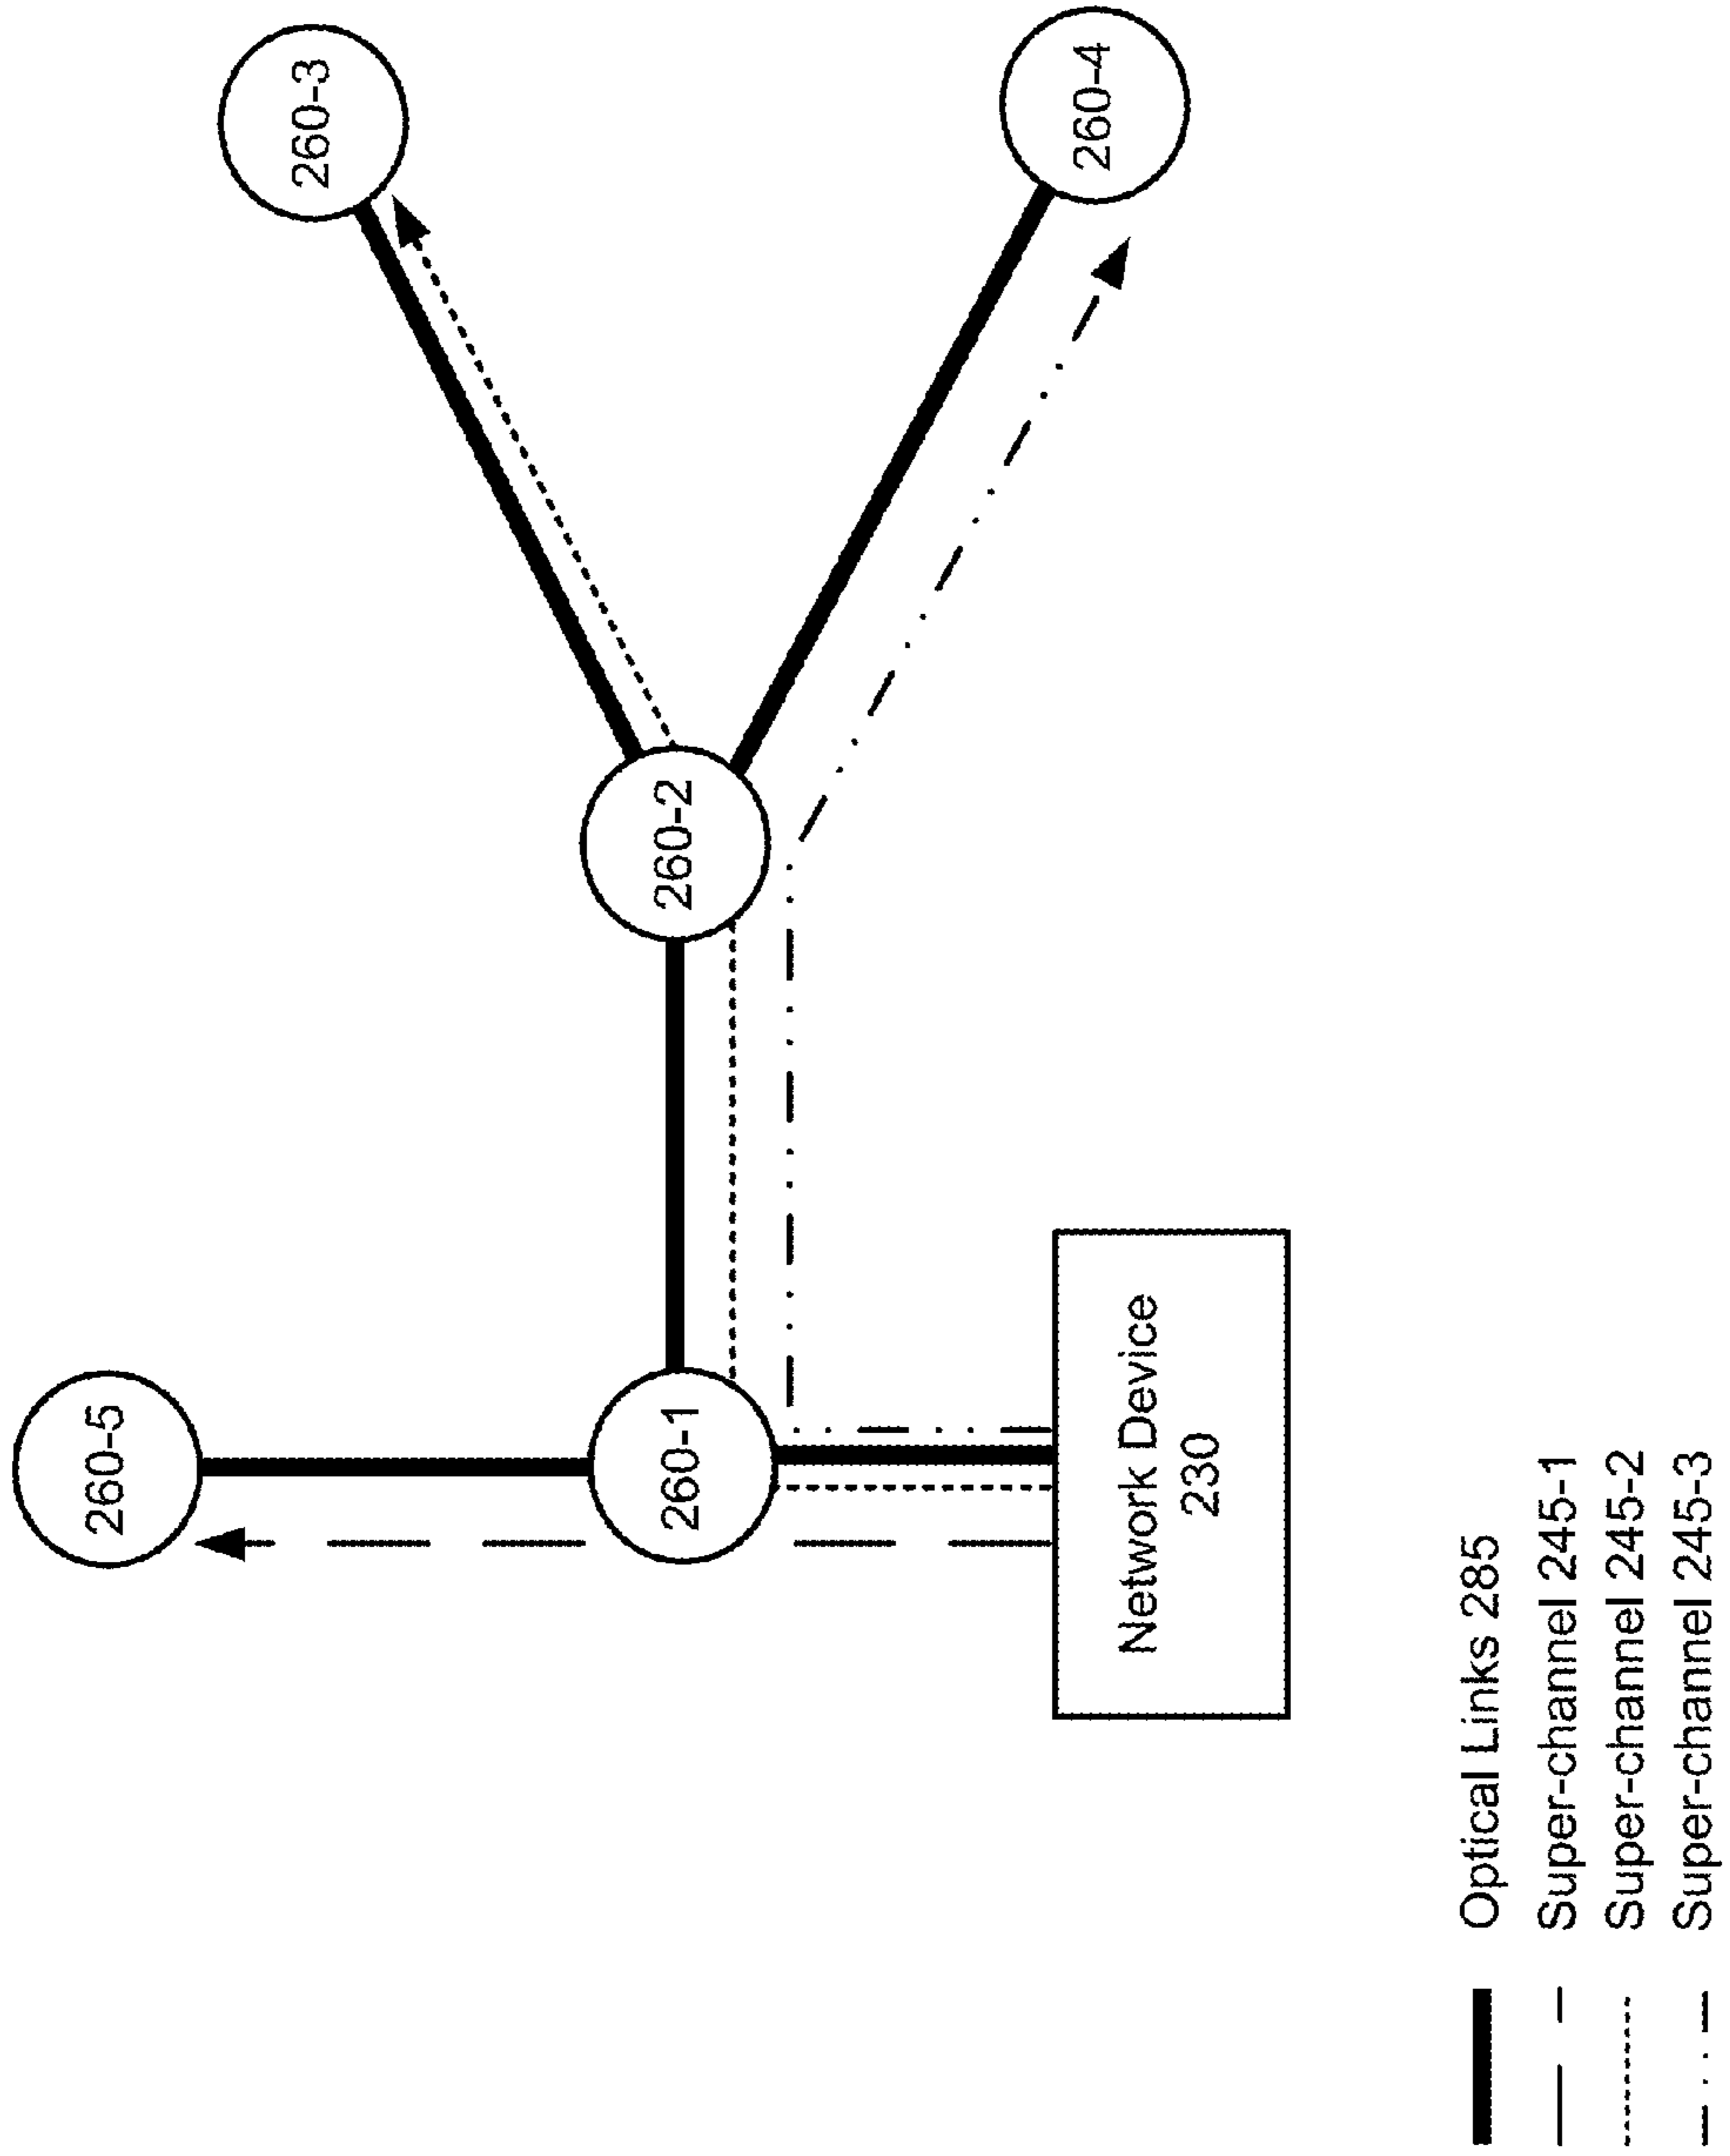 260-5
260-1
Network Device
230
260-2
260-3
260-4
Optical Links 285
Super-channel 245-1
Super-channel 245-2
Super-channel 245-3